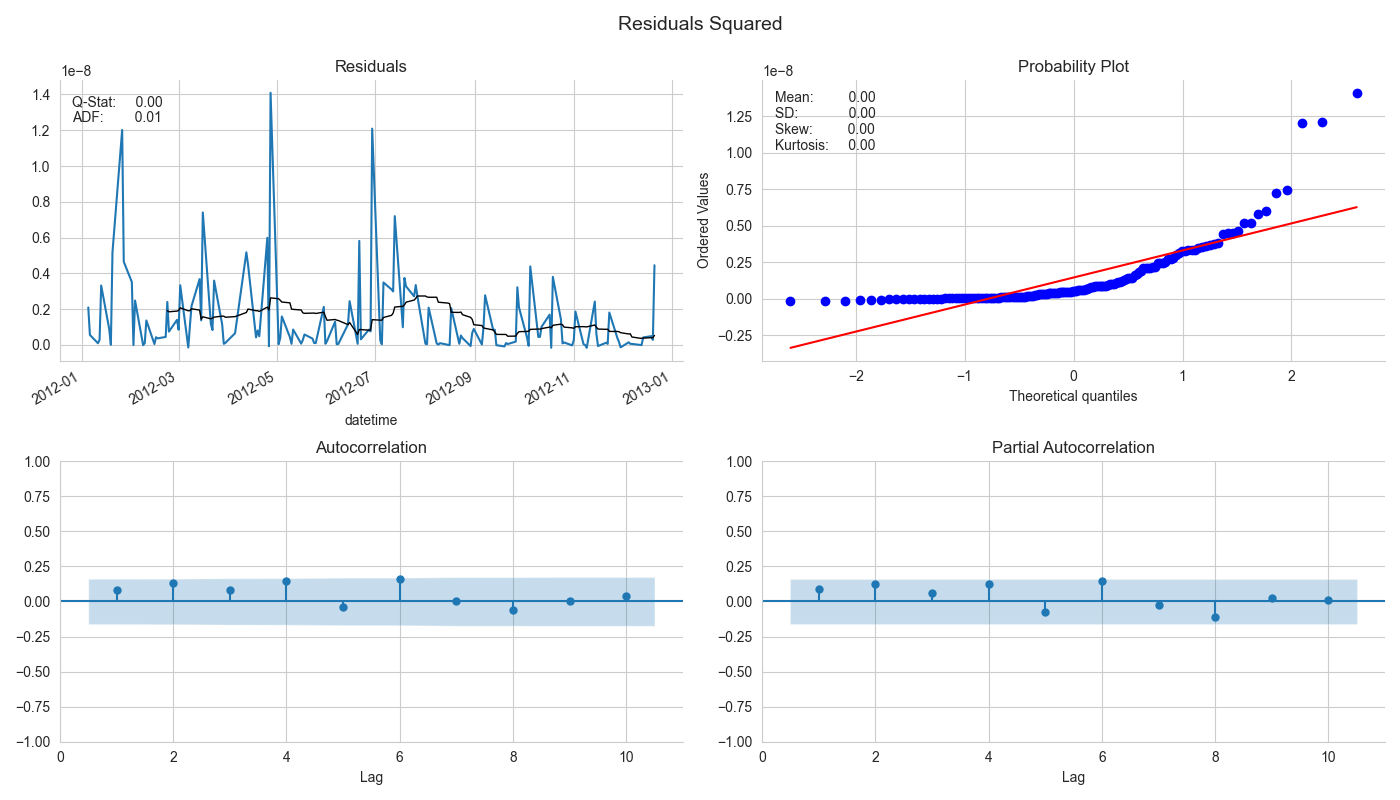 Residuals Squared
Residuals
1e−8
Q-Stat: 0.00
ADF: 0.01
1.4
1.2
1.0
0.8
0.6
0.4
0.2
0.0
2012-01
2012-03
2012-05
2012-07
2012-09
2012-11
2013-01
datetime
Probability Plot
1e−8
Mean: 0.00
SD: 0.00
Skew: 0.00
Kurtosis: 0.00
Ordered Values
1.25
1.00
0.75
0.50
0.25
0.00
−0.25
−2 −1 0 1 2
Theoretical quantiles
Autocorrelation
1.00
0.75
0.50
0.25
0.00
−0.25
−0.50
−0.75
−1.00
0 2 4 6 8 10
Lag
Partial Autocorrelation
1.00
0.75
0.50
0.25
0.00
−0.25
−0.50
−0.75
−1.00
0 2 4 6 8 10
Lag